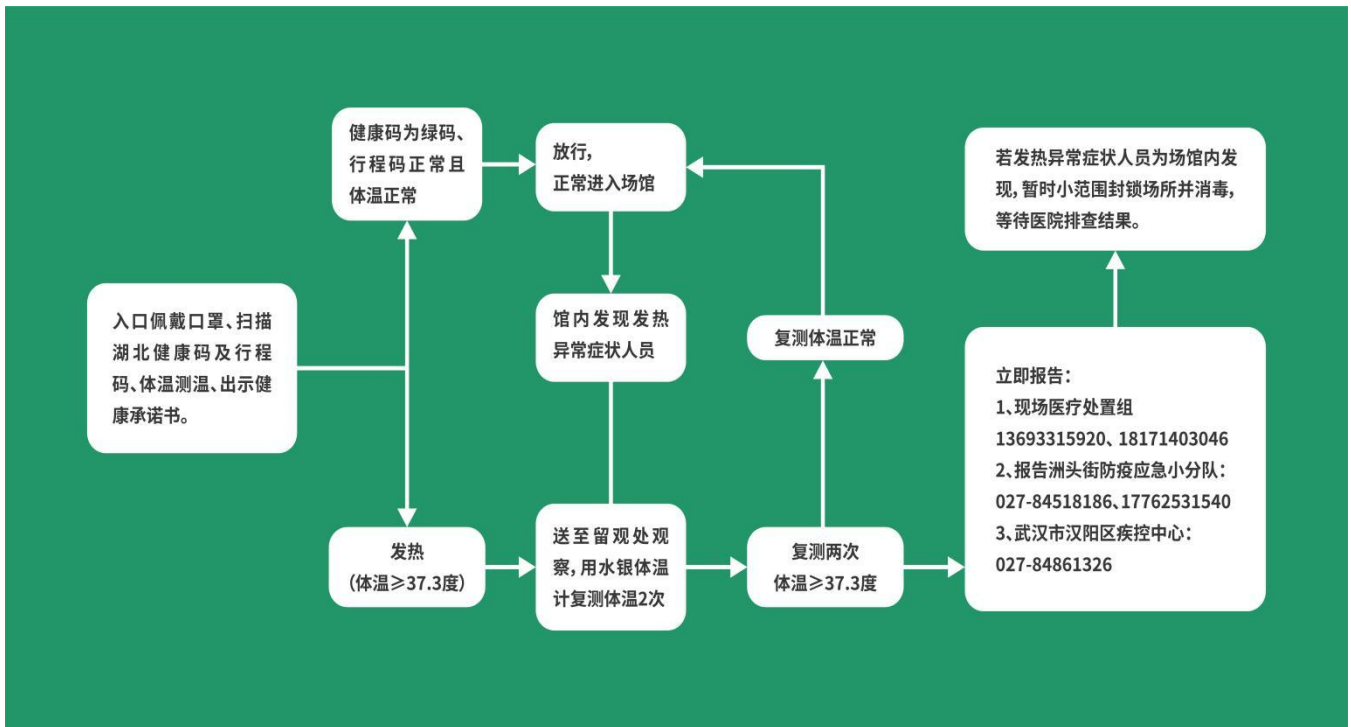 入口佩戴口罩、扫描
湖北健康码及行程
码、体温测温、出示健
康承诺书。
健康码为绿码、
行程码正常且
体温正常
放行，
正常进入场馆
馆内发现发热
异常症状人员
发热
（体温≥37.3度）
送至留观处观
察，用水银体温
计复测体温2次
复测两次
体温≥37.3度
复测体温正常
立即报告：
1、现场医疗处置组
13693315920、18171403046
2、报告洲头街防疫应急小分队：
027-84518186、17762531540
3、武汉市汉阳区疾控中心：
027-84861326
若发热异常症状人员为场馆内发
现，暂时小范围封锁场所并消毒，
等待医院排查结果。